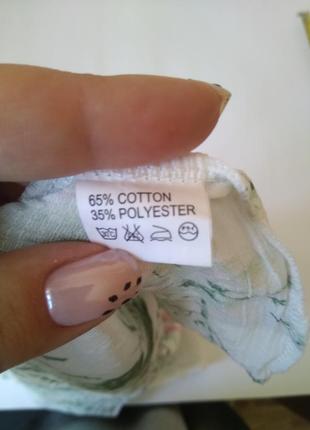 65% COTTON
35% POLYESTER